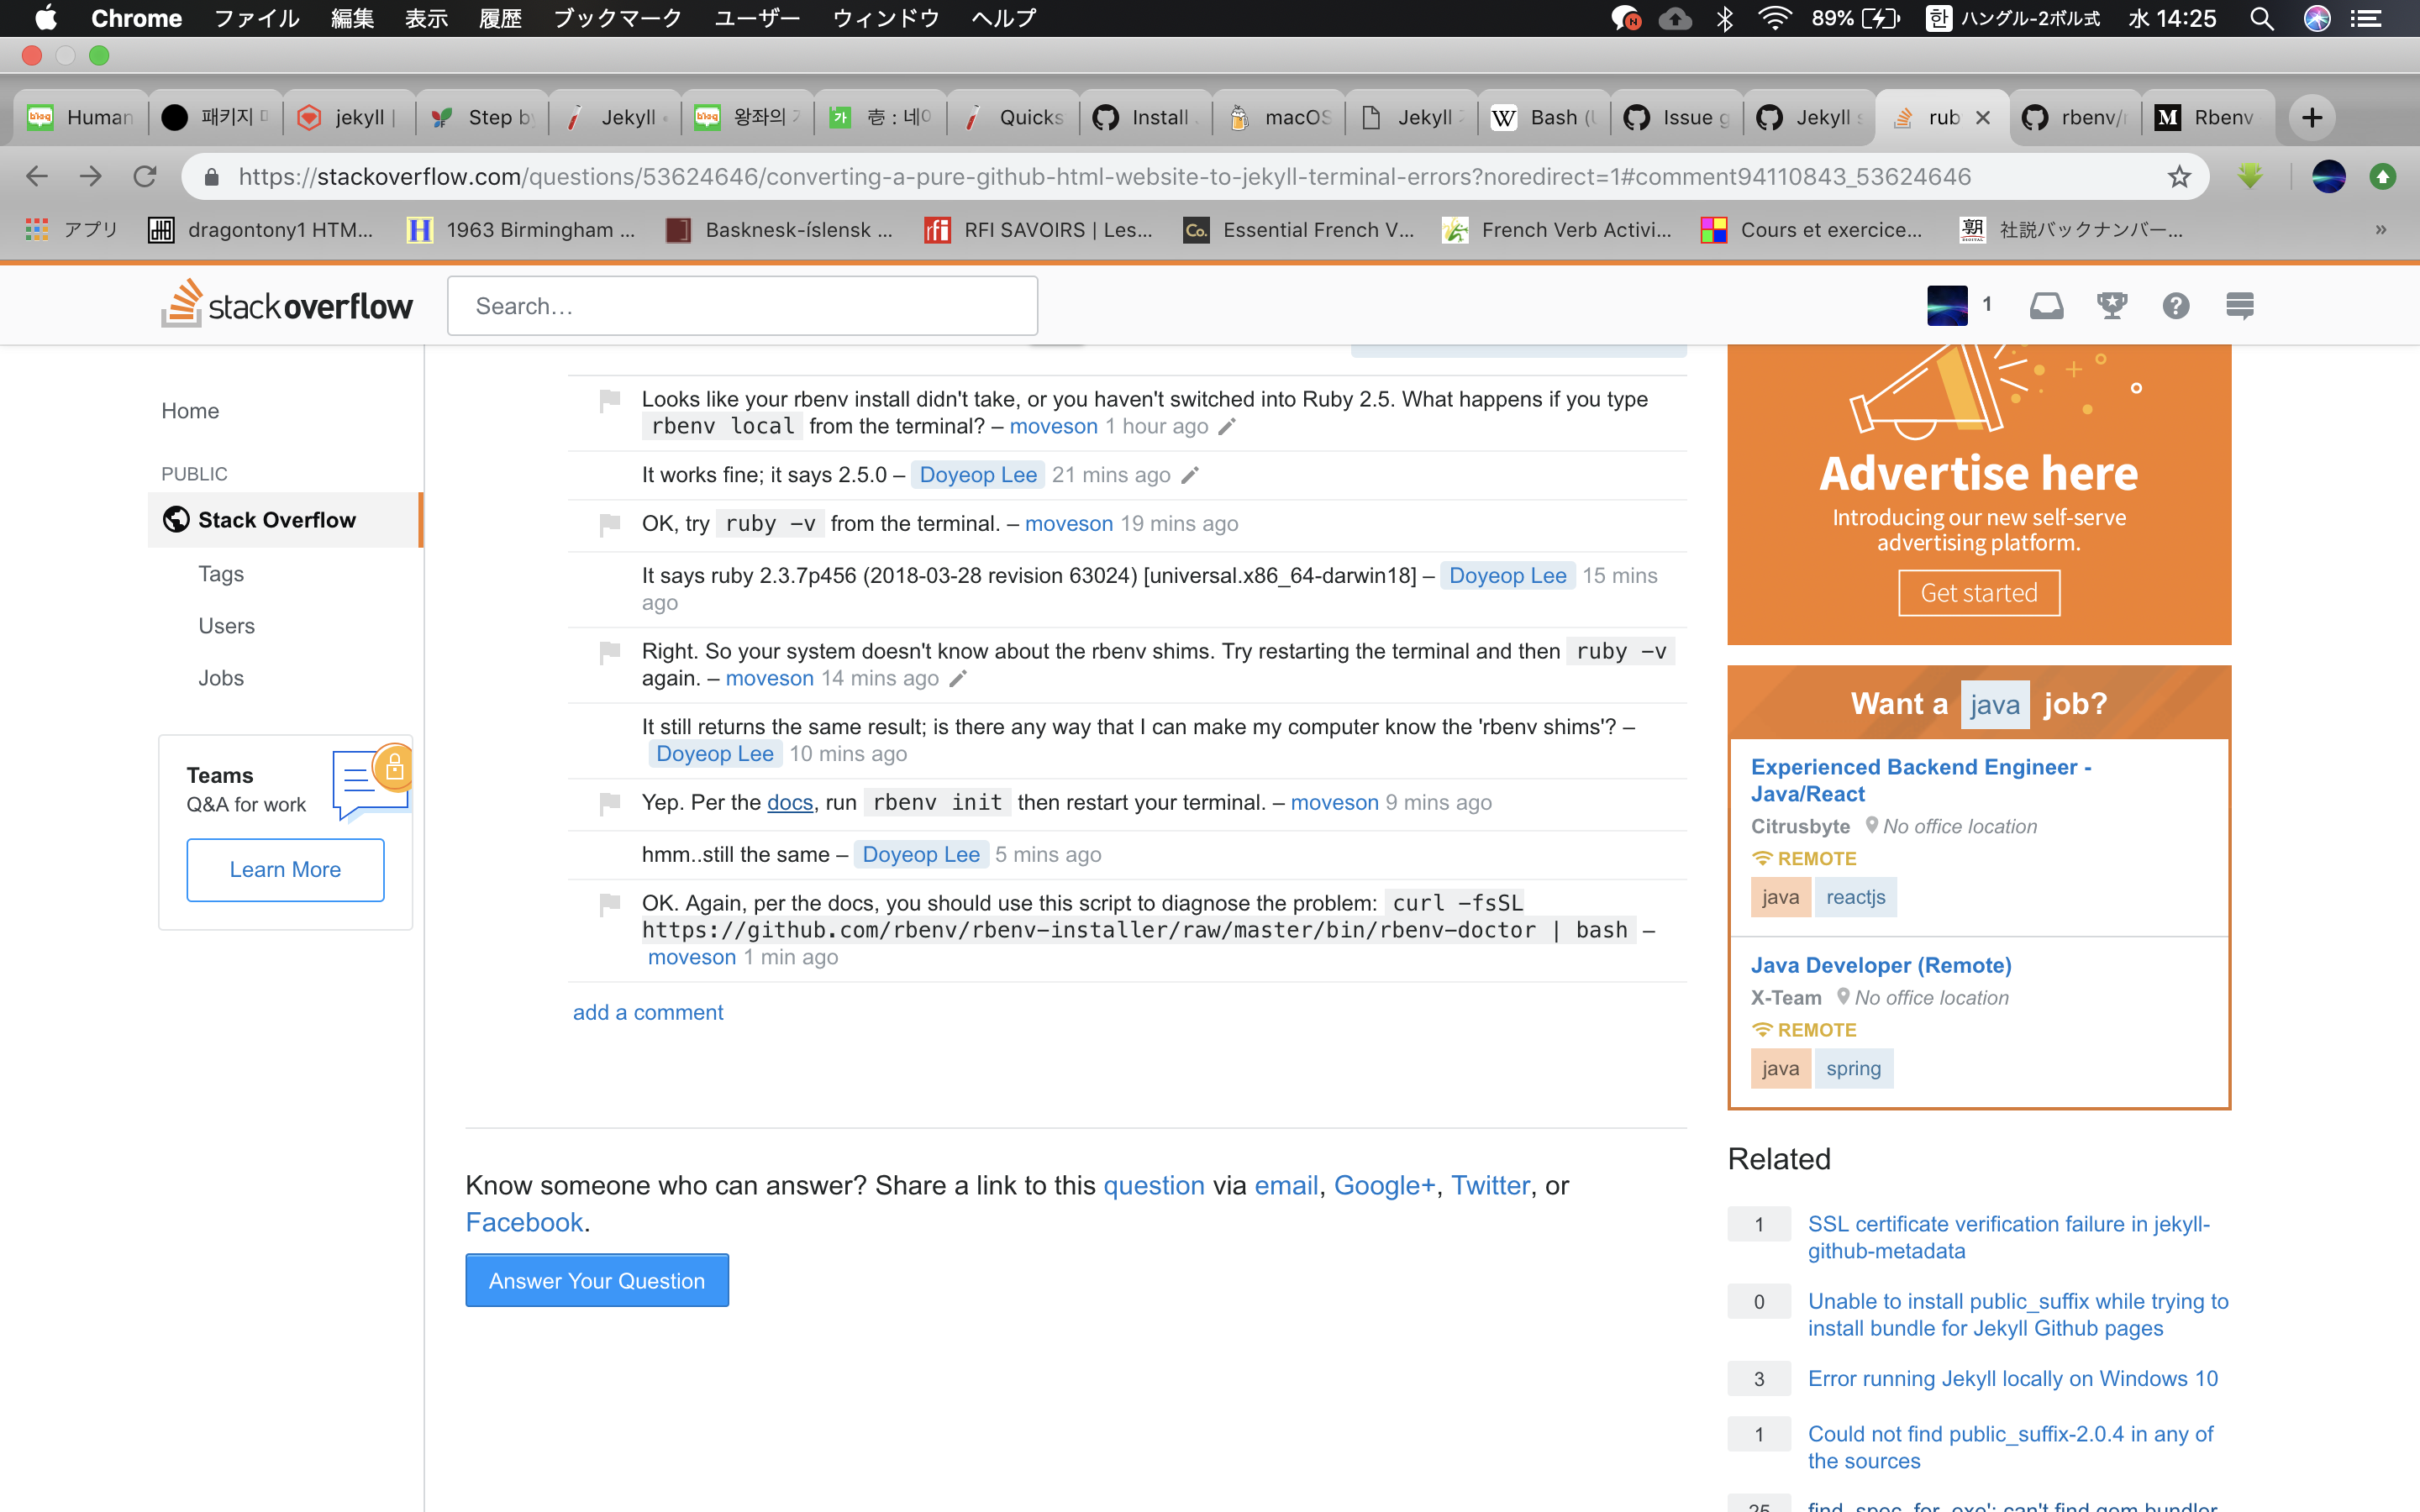 Chrome ファイル 編集 表示 履歴 ブックマーク ユーザー ウィンドウ ヘルプ N 89% 한 ハングル-2ボル式 水 14:25
blog Human 패키지 jekyll | Step by Jekyll blog 왕좌의 가 壱 : 네이 Quicks Install macOS Jekyll W Bash (U Issue g Jekyll s rub rbenv/r M Rbenv
https://stackoverflow.com/questions/53624646/converting-a-pure-github-html-website-to-jekyll-terminal-errors?noredirect=1#comment94110843_53624646
アプリ dragontony1 HTM... H 1963 Birmingham ... Basknesk-íslensk ... rfi RFI SAVOIRS | Les... Co. Essential French V... French Verb Activi... Cours et exercice... 朝 社説バックナンバー... »
stackoverflow Search… 1
Home
PUBLIC
Stack Overflow
Tags
Users
Jobs
Teams
Q&A for work
Learn More
Looks like your rbenv install didn't take, or you haven't switched into Ruby 2.5. What happens if you type
rbenv local from the terminal? – moveson 1 hour ago
It works fine; it says 2.5.0 – Doyeop Lee 21 mins ago
OK, try ruby -v from the terminal. – moveson 19 mins ago
It says ruby 2.3.7p456 (2018-03-28 revision 63024) [universal.x86_64-darwin18] – Doyeop Lee 15 mins
ago
Right. So your system doesn't know about the rbenv shims. Try restarting the terminal and then ruby -v
again. – moveson 14 mins ago
It still returns the same result; is there any way that I can make my computer know the 'rbenv shims'? –
Doyeop Lee 10 mins ago
Yep. Per the docs, run rbenv init then restart your terminal. – moveson 9 mins ago
hmm..still the same – Doyeop Lee 5 mins ago
OK. Again, per the docs, you should use this script to diagnose the problem: curl -fsSL
https://github.com/rbenv/rbenv-installer/raw/master/bin/rbenv-doctor | bash –
moveson 1 min ago
add a comment
Know someone who can answer? Share a link to this question via email, Google+, Twitter, or
Facebook.
Answer Your Question
Advertise here
Introducing our new self-serve
advertising platform.
Get started
Want a java job?
Experienced Backend Engineer -
Java/React
Citrusbyte No office location
REMOTE
java reactjs
Java Developer (Remote)
X-Team No office location
REMOTE
java spring
Related
1 SSL certificate verification failure in jekyll-
github-metadata
0 Unable to install public_suffix while trying to
install bundle for Jekyll Github pages
3 Error running Jekyll locally on Windows 10
1 Could not find public_suffix-2.0.4 in any of
the sources
25 find_spec_for_exe': can't find gem bundler